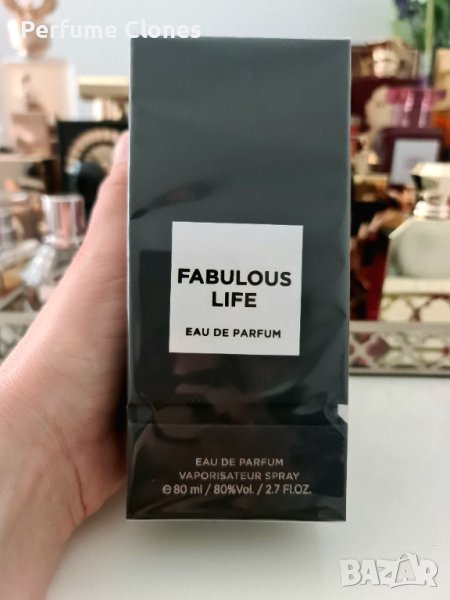 Perfume Clones
FABULOUS
LIFE
EAU DE PARFUM
EAU DE PARFUM
VAPORISATEUR SPRAY
℮ 80 ml / 80%Vol. / 2.7 Fl.OZ.
BAZAR